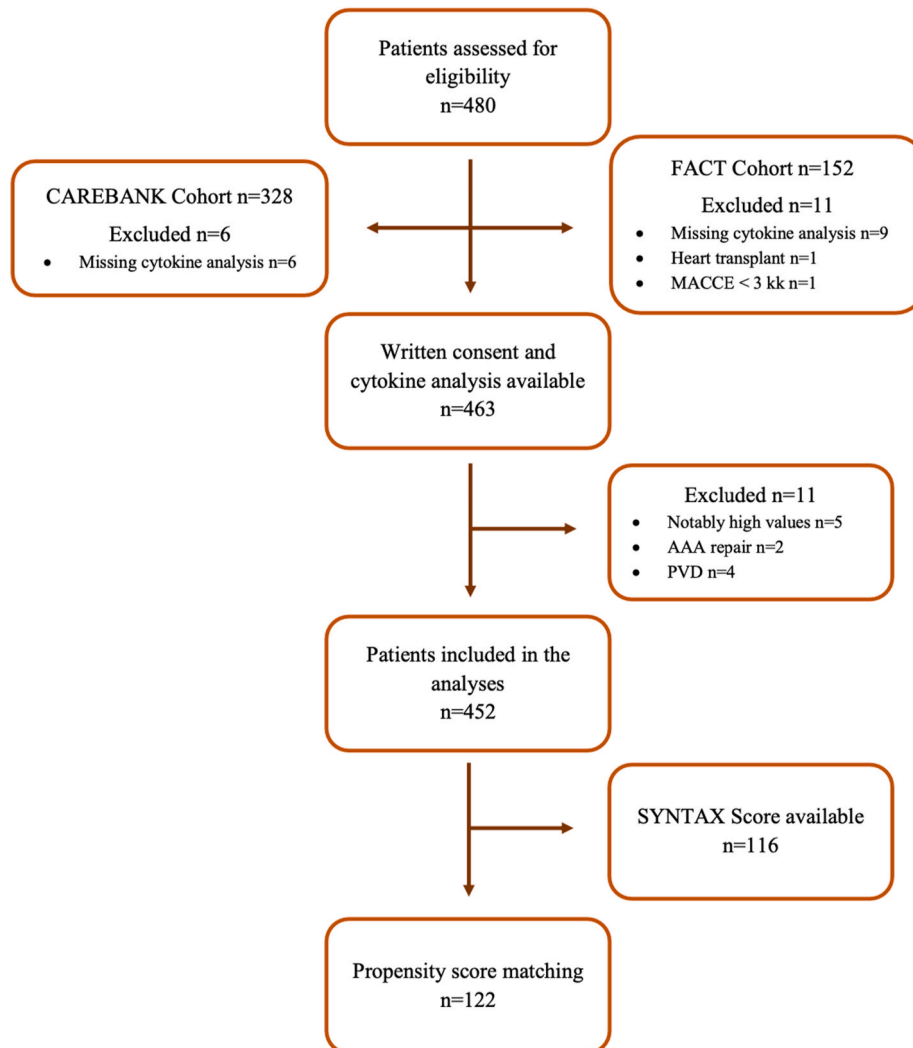 Patients assessed for
eligibility
n=480
CAREBANK Cohort n=328
Excluded n=6
• Missing cytokine analysis n=6
FACT Cohort n=152
Excluded n=11
• Missing cytokine analysis n=9
• Heart transplant n=1
• MACCE < 3 kk n=1
Written consent and
cytokine analysis available
n=463
Excluded n=11
• Notably high values n=5
• AAA repair n=2
• PVD n=4
Patients included in the
analyses
n=452
SYNTAX Score available
n=116
Propensity score matching
n=122